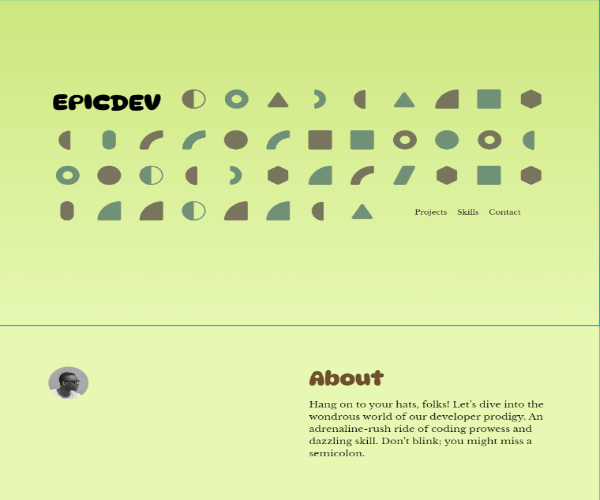 EPICDEV
Projects Skills Contact
About
Hang on to your hats, folks! Let's dive into the
wondrous world of our developer prodigy. An
adrenaline-rush ride of coding prowess and
dazzling skill. Don't blink; you might miss a
semicolon.